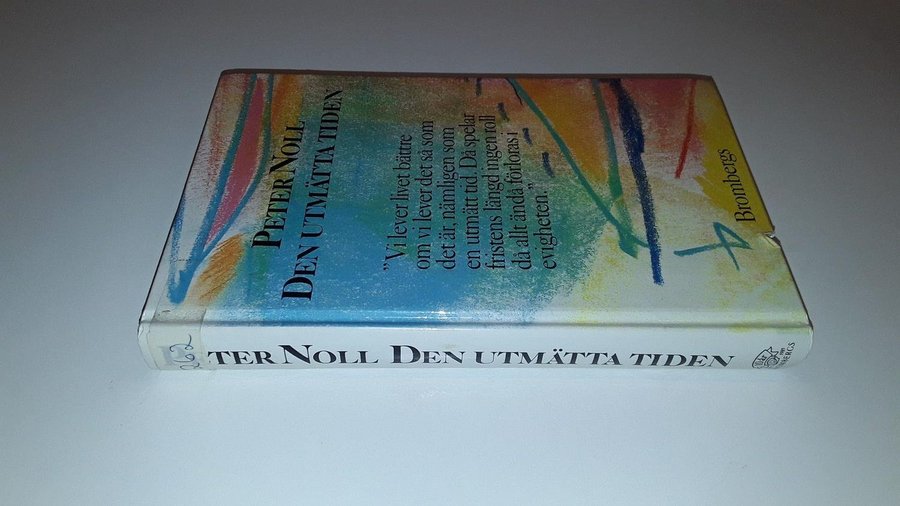 PETER NOLL
DEN UTMÄTTA TIDEN
"Vi lever livet bättre
om vi lever det så som
det är, nämligen som
en utmätt tid. Då spelar
fristens längd ingen roll
då allt ändå förloras i
evigheten."
Brombergs
262
TER NOLL DEN UTMÄTTA TIDEN